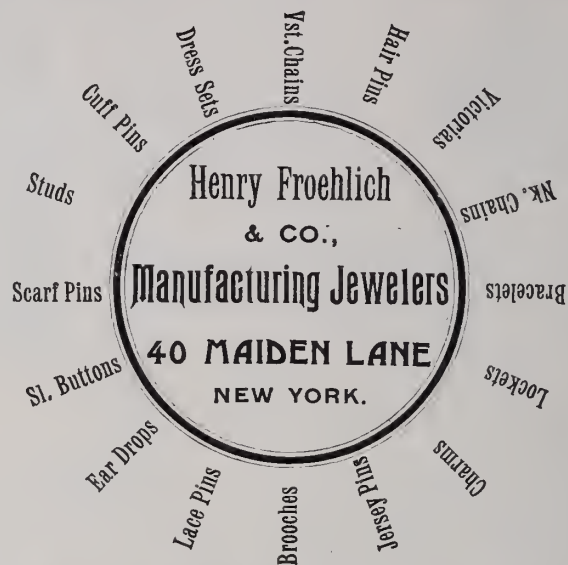 Henry Froehlich
& CO.,
Manufacturing Jewelers
40 MAIDEN LANE
NEW YORK.
Vst. Chains
Hair Pins
Victorias
Nk. Chains
Bracelets
Lockets
Charms
Jersey Pins
Brooches
Lace Pins
Ear Drops
Sl. Buttons
Scarf Pins
Studs
Cuff Pins
Dress Sets